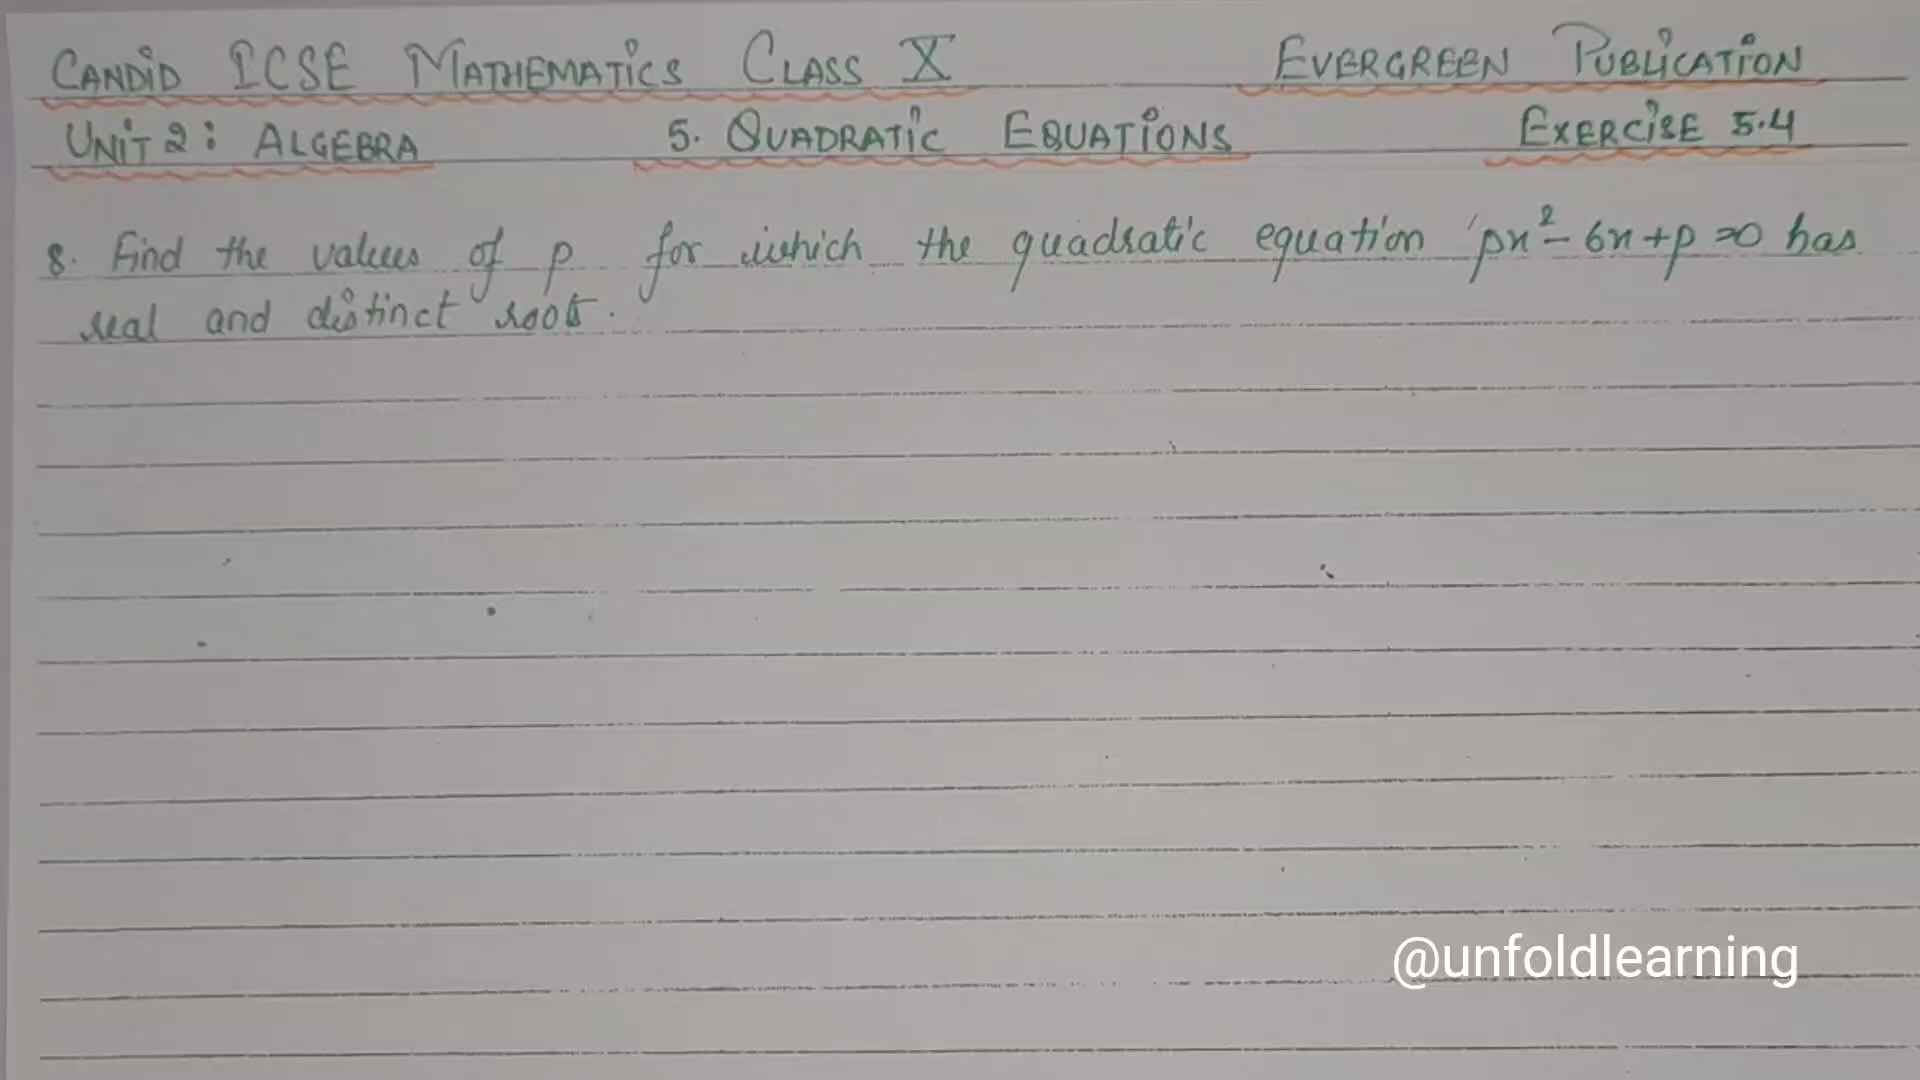 CANDID ICSE MATHEMATICS CLASS X EVERGREEN PUBLICATION
UNIT 2: ALGEBRA 5. QUADRATIC EQUATIONS EXERCISE 5.4
8. Find the values of p for which the quadratic equation px² - 6x + p = 0 has
real and distinct roots.
@unfoldlearning